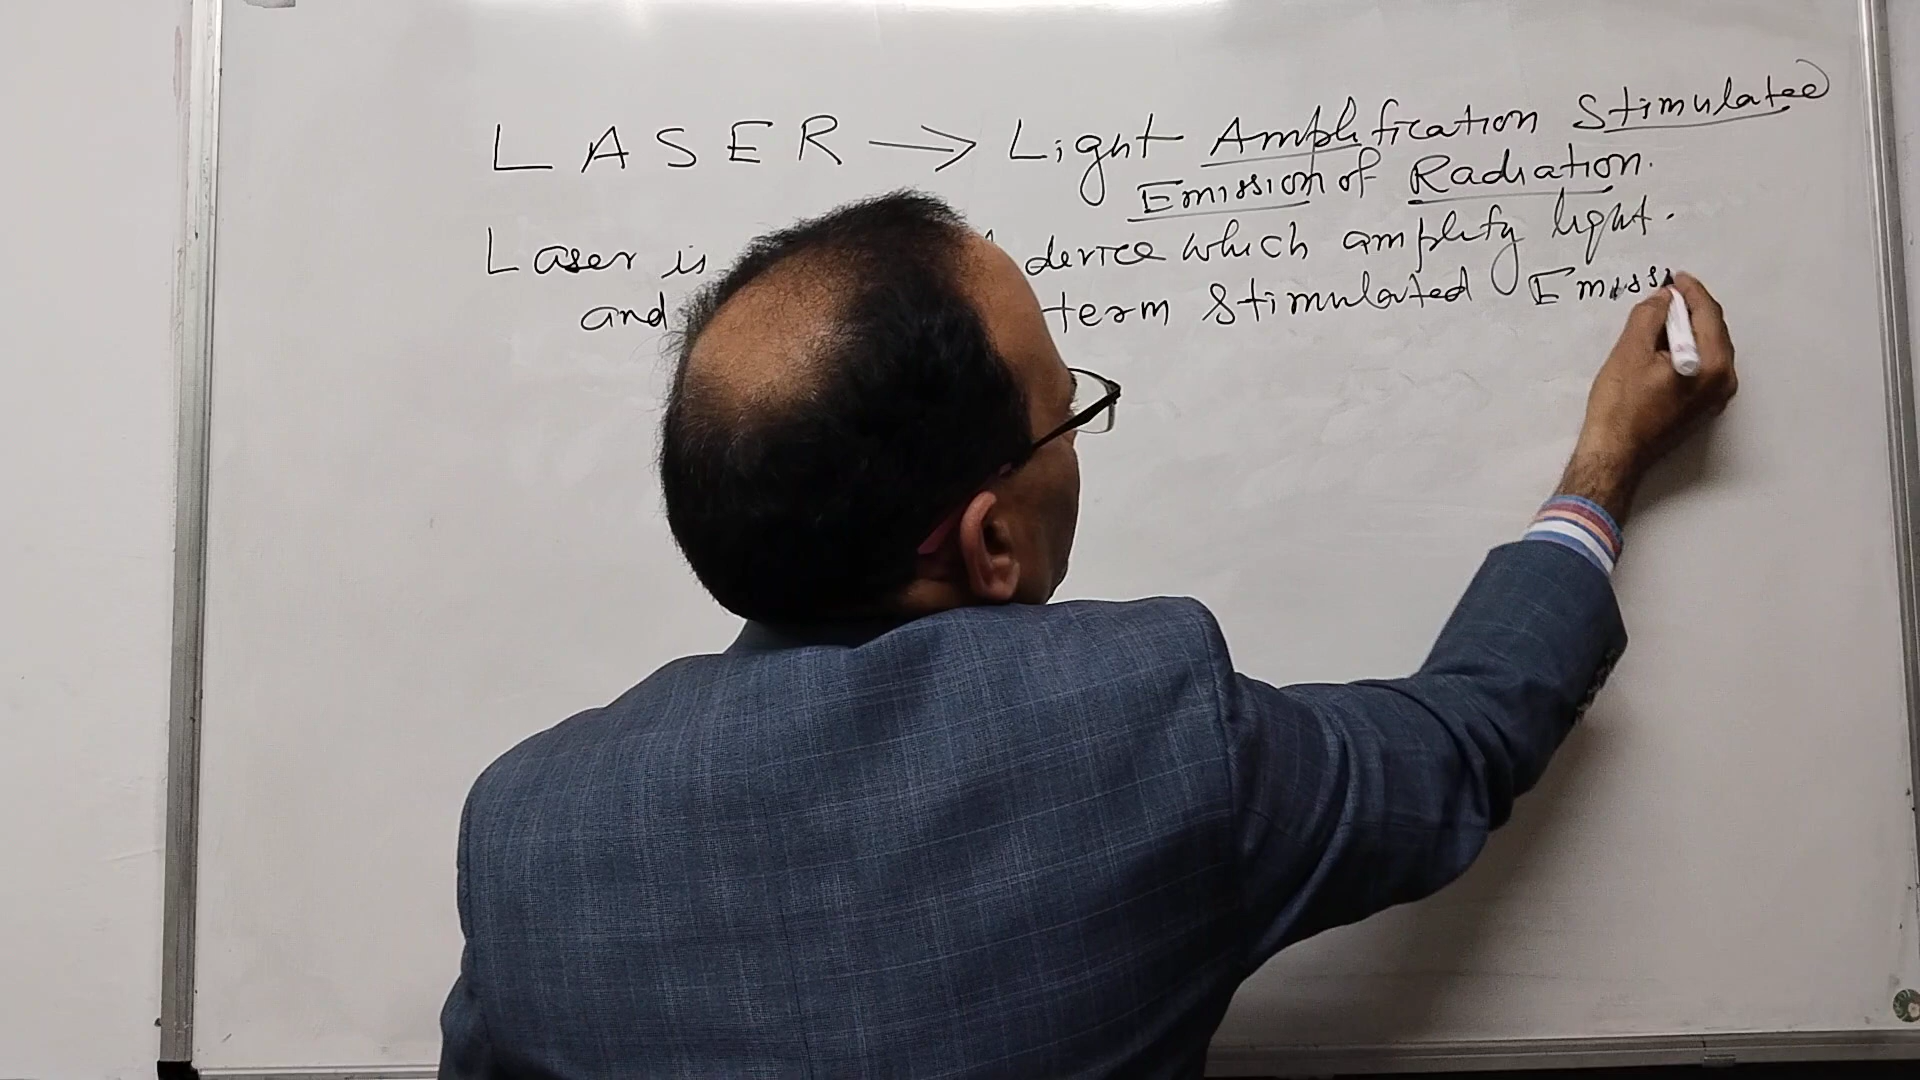 LASER → Light Amplification Stimulated
Emission of Radiation.
Laser is device which amplify light.
and term Stimulated Emiss